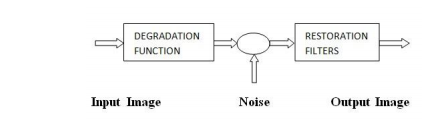 DEGRADATION
FUNCTION
RESTORATION
FILTERS
Input Image
Noise
Output Image